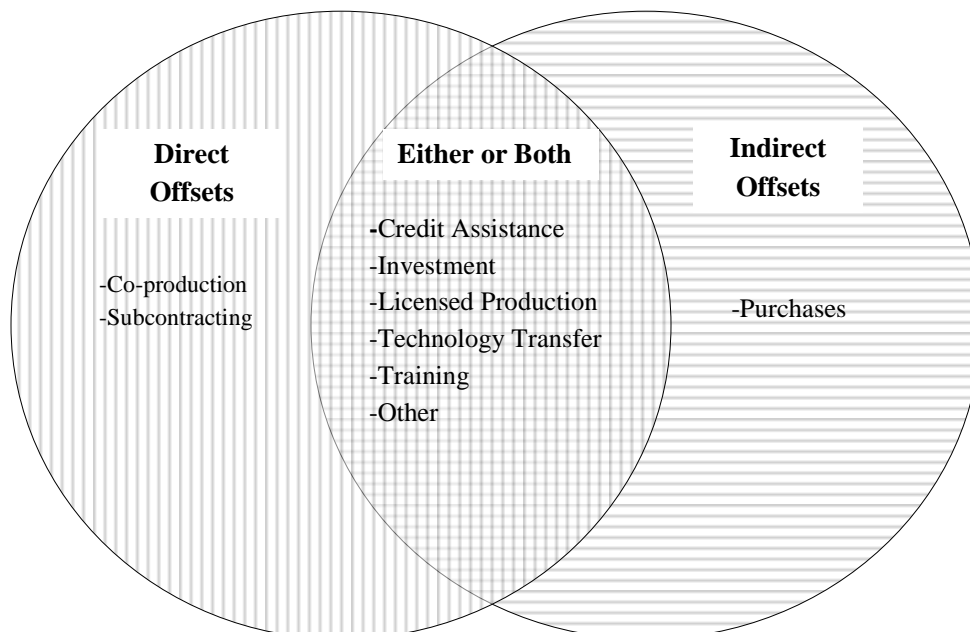 Direct
Offsets
-Co-production
-Subcontracting
Either or Both
-Credit Assistance
-Investment
-Licensed Production
-Technology Transfer
-Training
-Other
Indirect
Offsets
-Purchases